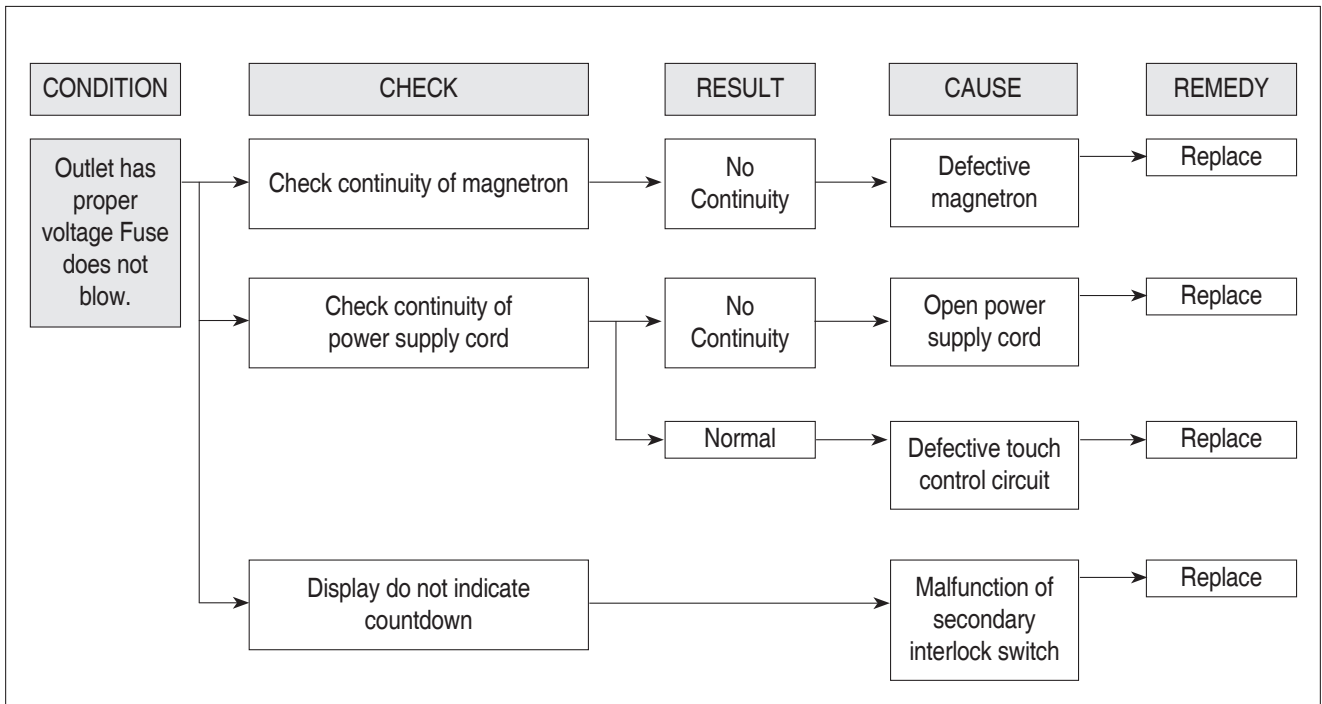 CONDITION
CHECK
RESULT
CAUSE
REMEDY
Outlet has
proper
voltage Fuse
does not
blow.
Check continuity of magnetron
No
Continuity
Defective
magnetron
Replace
Check continuity of
power supply cord
No
Continuity
Open power
supply cord
Replace
Normal
Defective touch
control circuit
Replace
Display do not indicate
countdown
Malfunction of
secondary
interlock switch
Replace